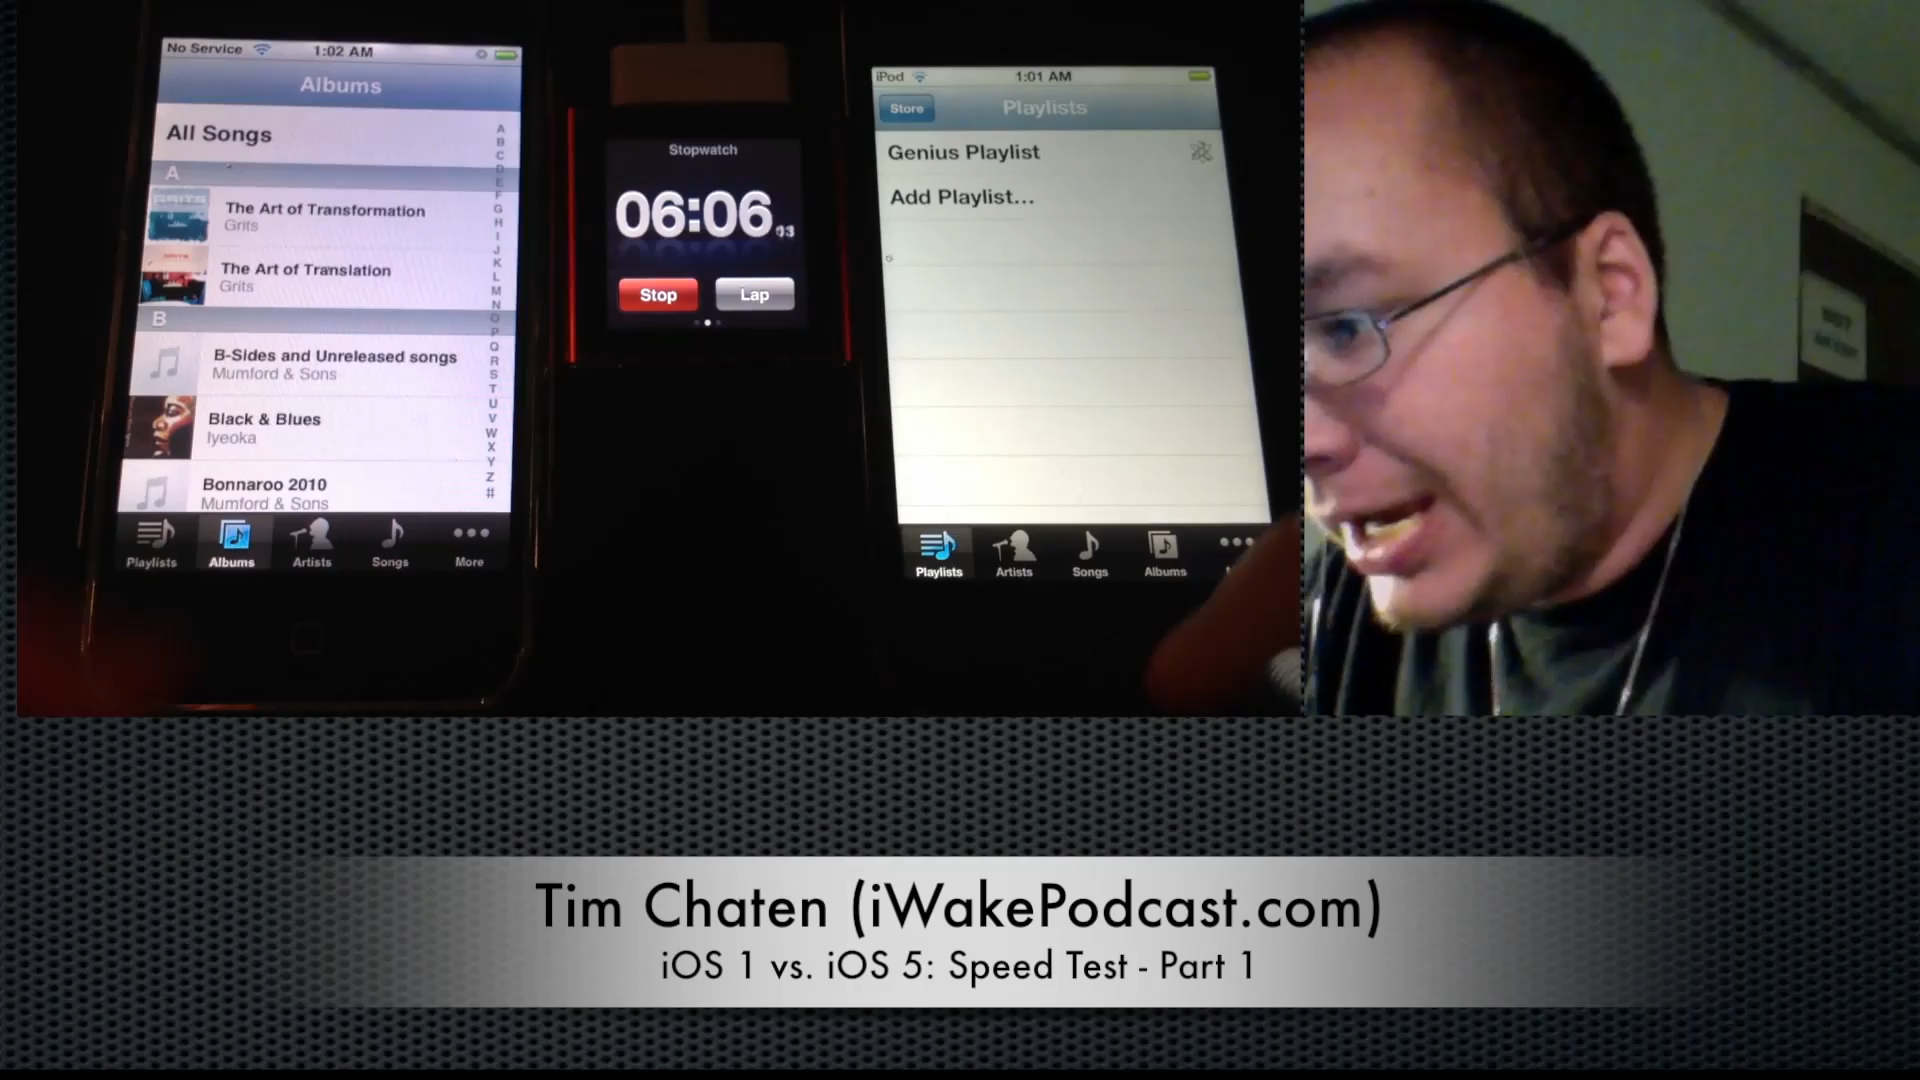 No Service 1:02 AM
Albums
All Songs
A
The Art of Transformation
Grits
The Art of Translation
Grits
B
B-Sides and Unreleased songs
Mumford & Sons
Black & Blues
Iyeoka
Bonnaroo 2010
Mumford & Sons
A
B
C
D
E
F
G
H
I
J
K
L
M
N
O
P
Q
R
S
T
U
V
W
X
Y
Z
#
Playlists Albums Artists Songs More
Stopwatch
06:06.93
Stop Lap
iPod 1:01 AM
Store Playlists
Genius Playlist
Add Playlist...
Playlists Artists Songs Albums
Tim Chaten (iWakePodcast.com)
iOS 1 vs. iOS 5: Speed Test - Part 1